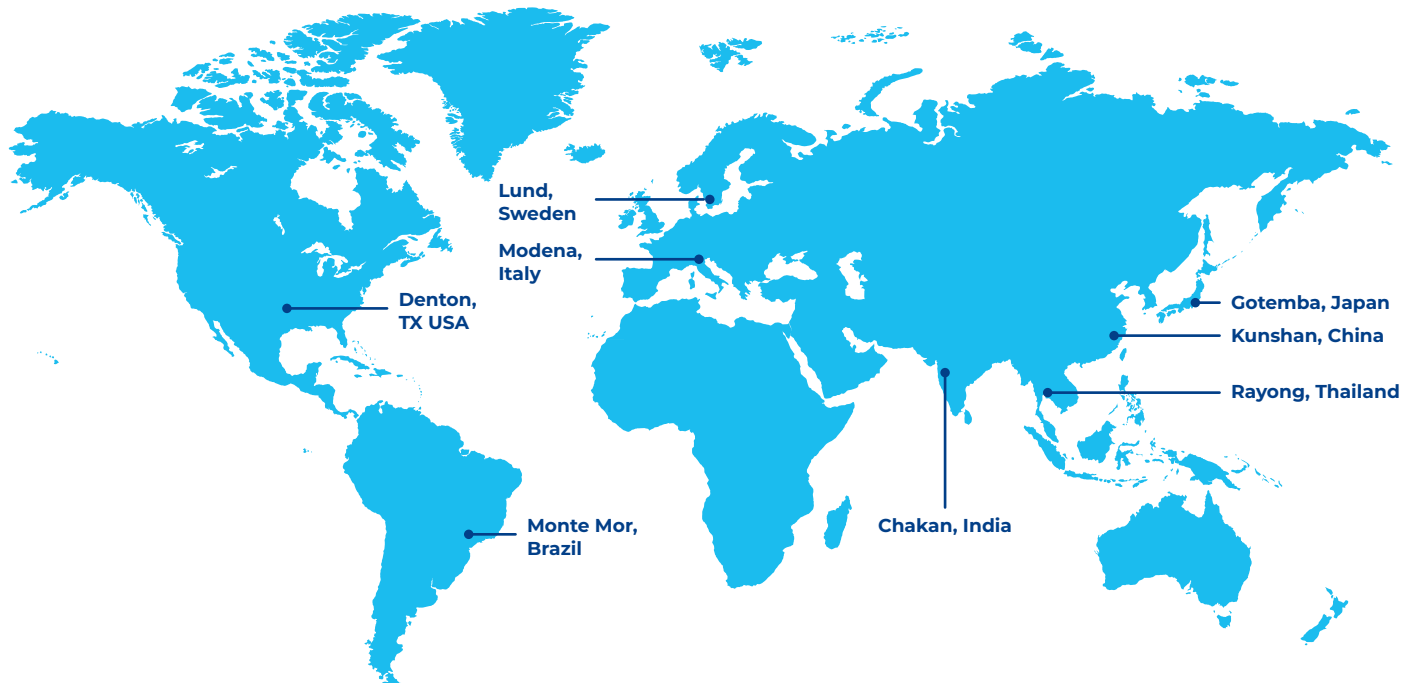 Lund,
Sweden
Modena,
Italy
Denton,
TX USA
Gotemba, Japan
Kunshan, China
Rayong, Thailand
Monte Mor,
Brazil
Chakan, India